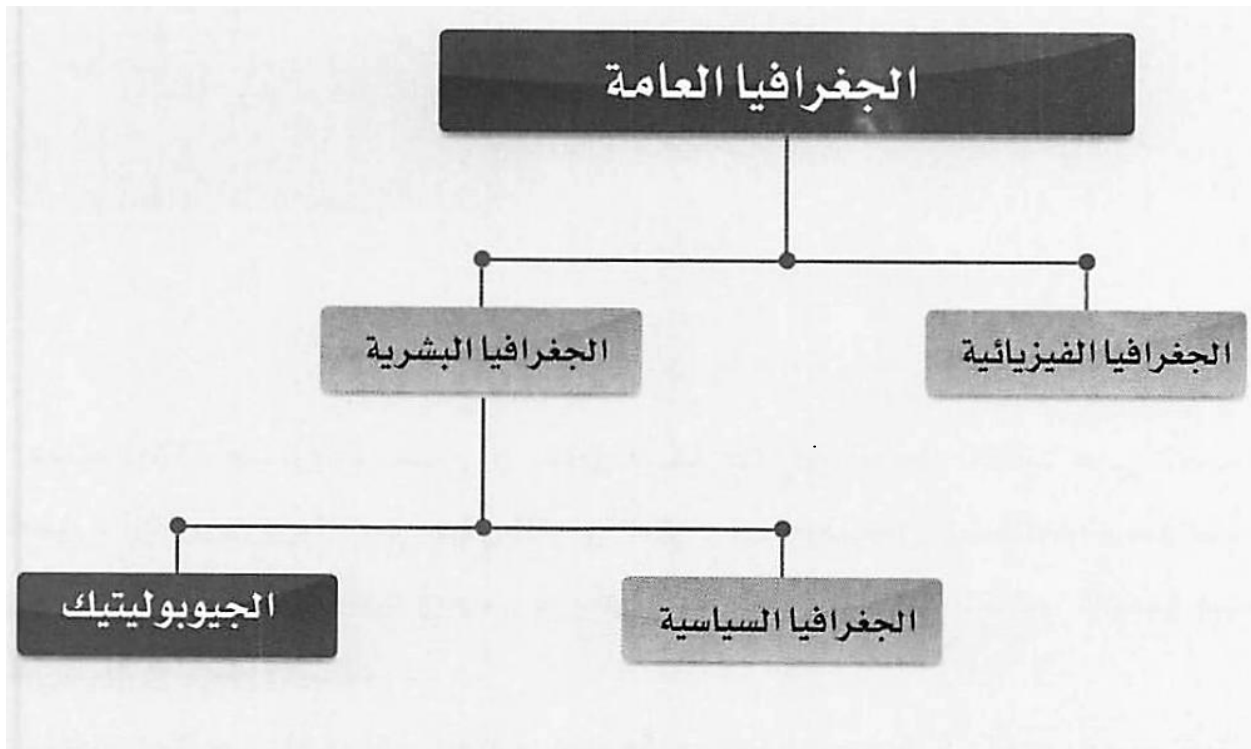 الجغرافيا العامة
الجغرافيا الفيزيائية
الجغرافيا البشرية
الجغرافيا السياسية
الجيوبوليتيك